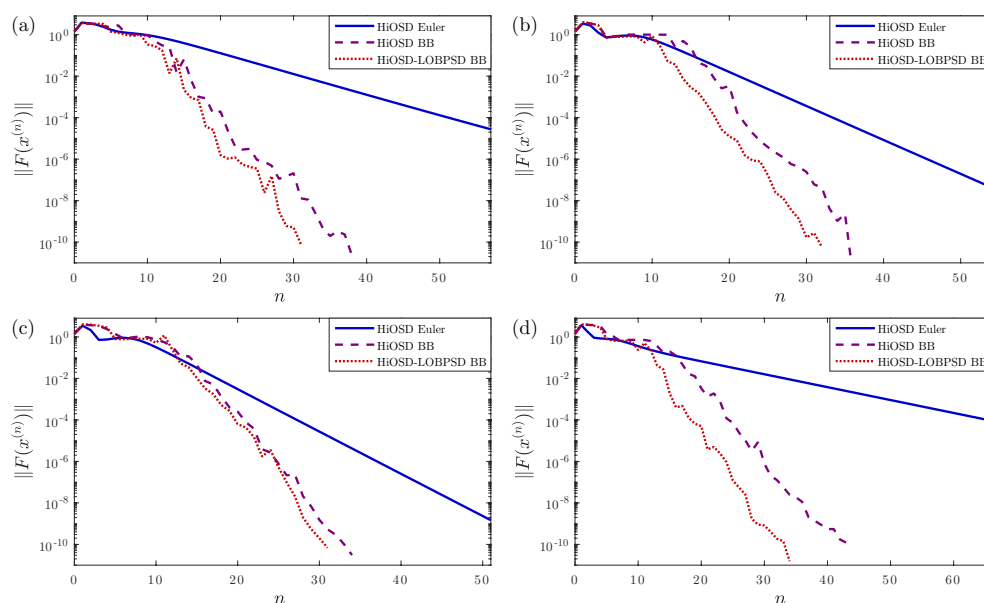 (a)
||F(x^{(n)})||
10^0
10^{-2}
10^{-4}
10^{-6}
10^{-8}
10^{-10}
HiOSD Euler
HiOSD BB
HiOSD-LOBPSD BB
0 10 20 30 40 50
n
(b)
||F(x^{(n)})||
10^0
10^{-2}
10^{-4}
10^{-6}
10^{-8}
10^{-10}
HiOSD Euler
HiOSD BB
HiOSD-LOBPSD BB
0 10 20 30 40 50
n
(c)
||F(x^{(n)})||
10^0
10^{-2}
10^{-4}
10^{-6}
10^{-8}
10^{-10}
HiOSD Euler
HiOSD BB
HiOSD-LOBPSD BB
0 10 20 30 40 50
n
(d)
||F(x^{(n)})||
10^0
10^{-2}
10^{-4}
10^{-6}
10^{-8}
10^{-10}
HiOSD Euler
HiOSD BB
HiOSD-LOBPSD BB
0 10 20 30 40 50 60
n